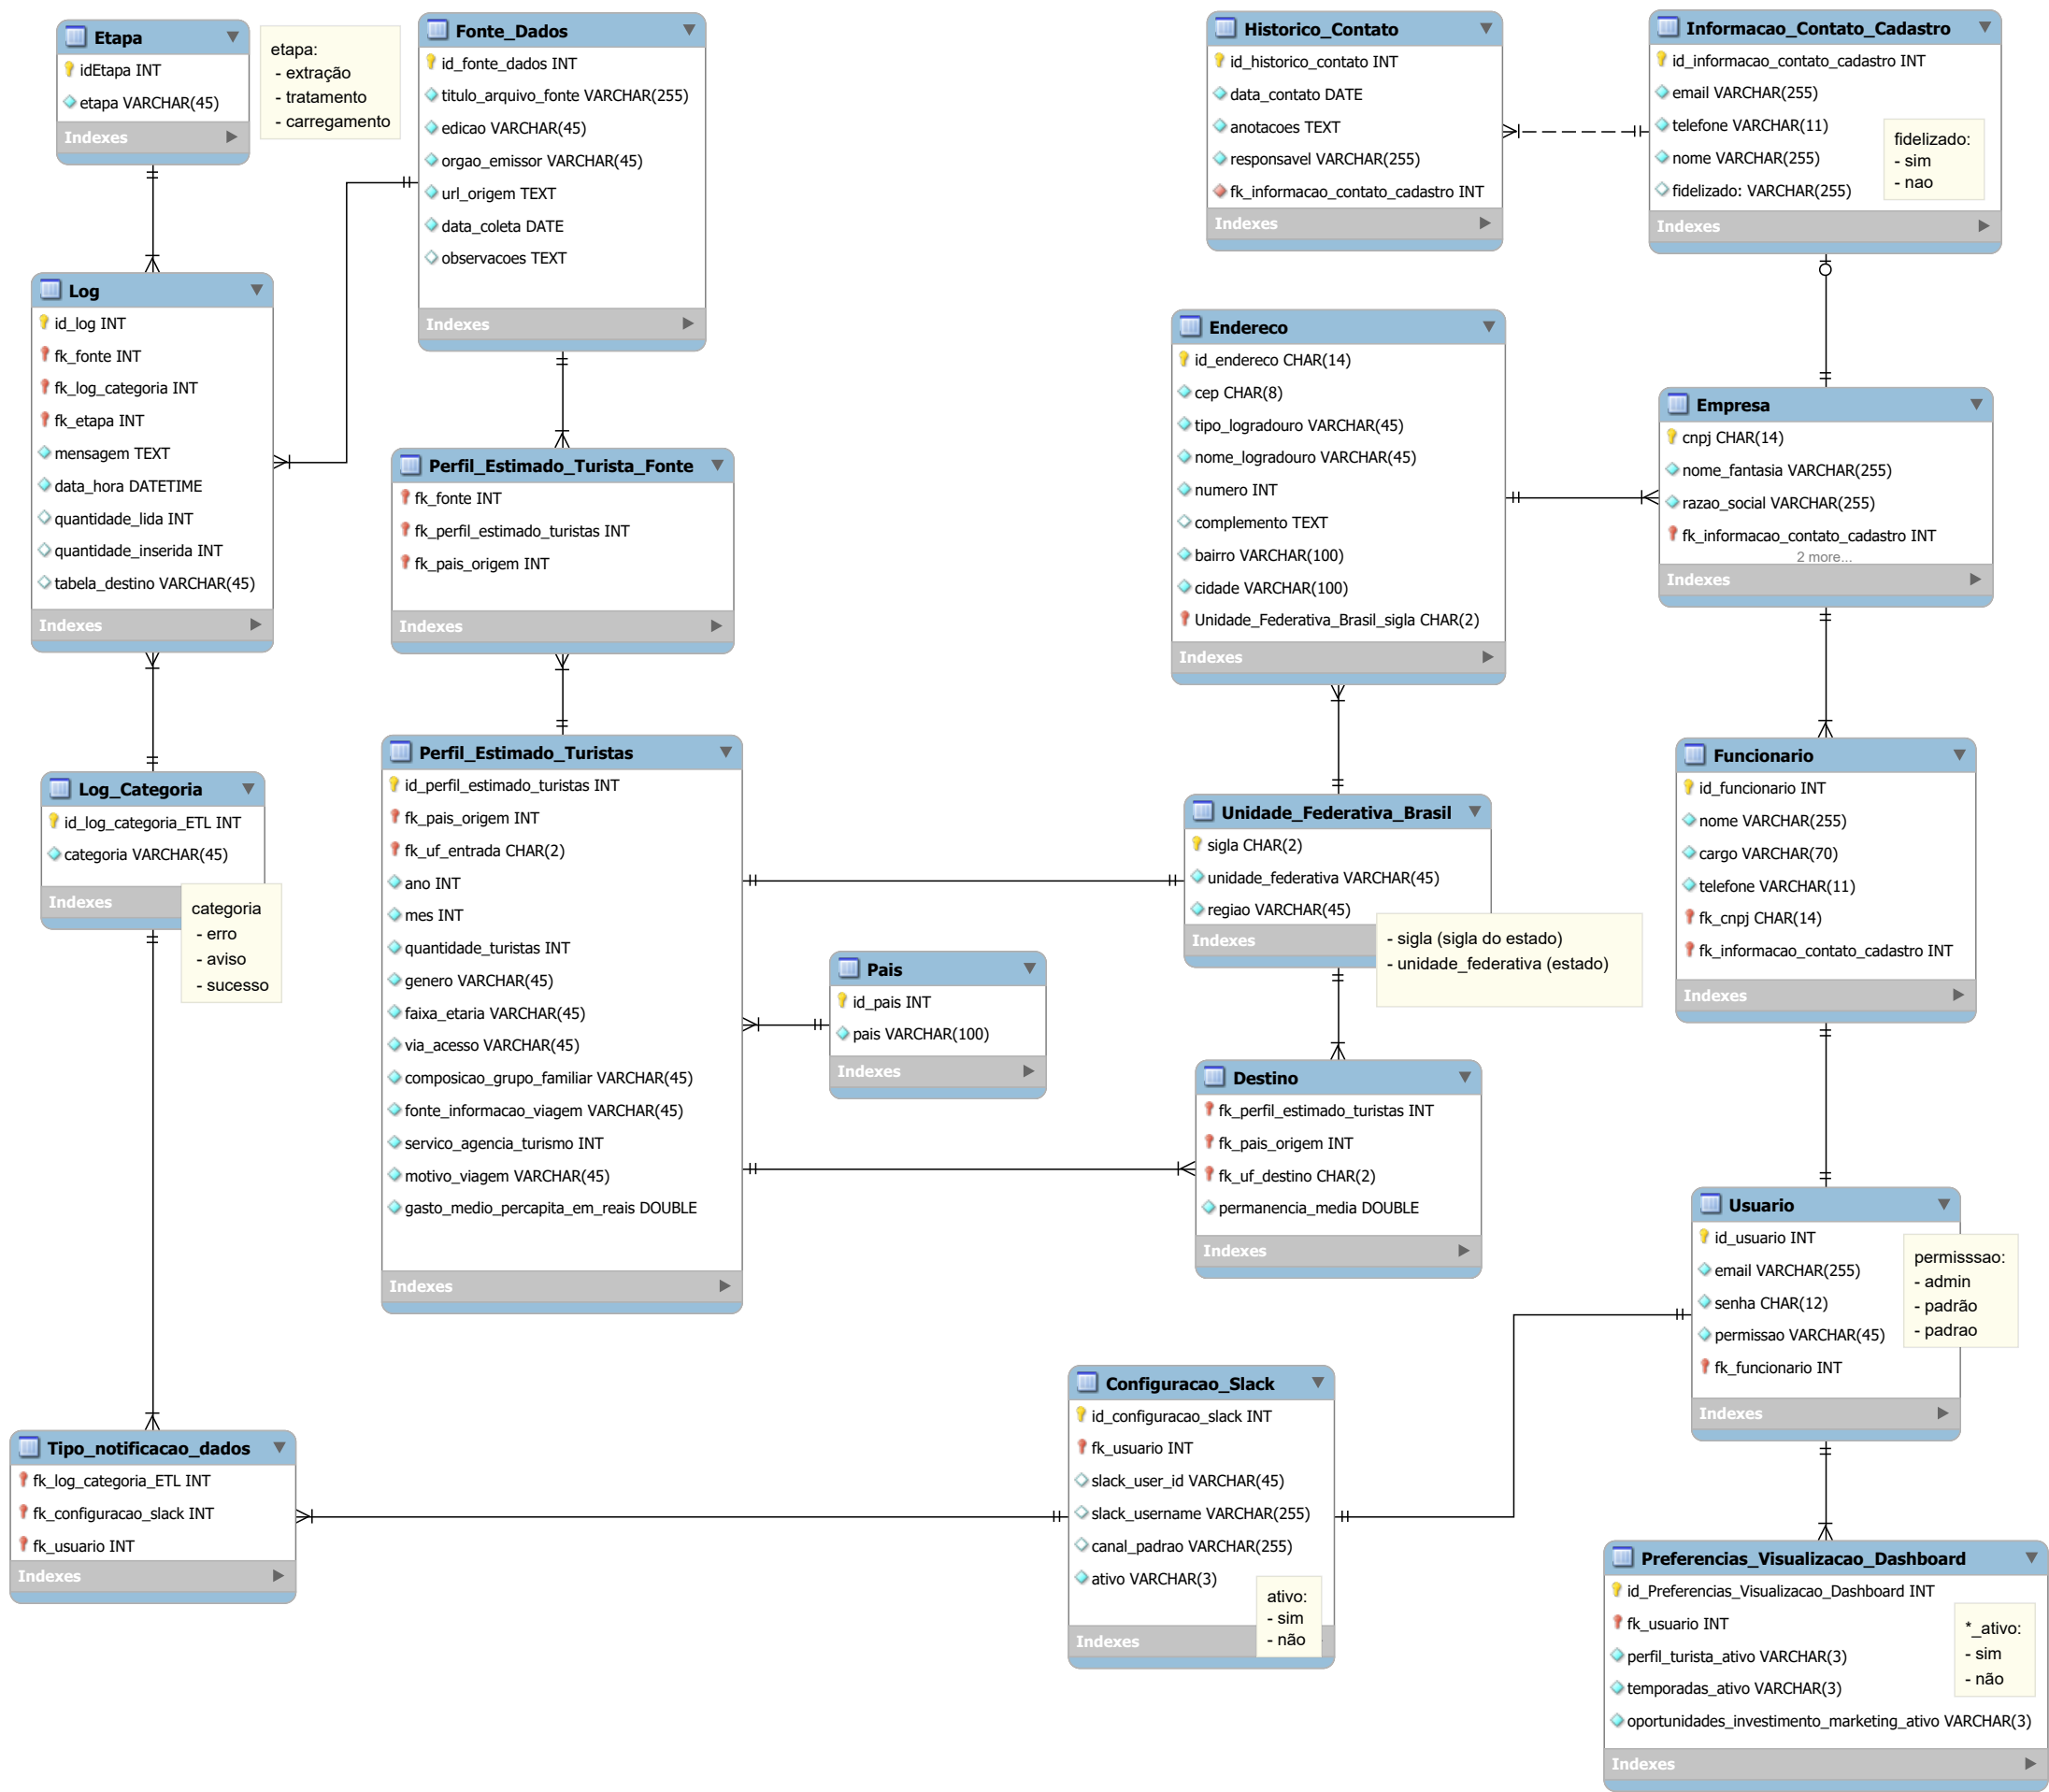 Etapa
idEtapa INT
etapa VARCHAR(45)
Indexes
etapa:
- extração
- tratamento
- carregamento
Fonte_Dados
id_fonte_dados INT
titulo_arquivo_fonte VARCHAR(255)
edicao VARCHAR(45)
orgao_emissor VARCHAR(45)
url_origem TEXT
data_coleta DATE
observacoes TEXT
Indexes
Historico_Contato
id_historico_contato INT
data_contato DATE
anotacoes TEXT
responsavel VARCHAR(255)
fk_informacao_contato_cadastro INT
Indexes
Informacao_Contato_Cadastro
id_informacao_contato_cadastro INT
email VARCHAR(255)
telefone VARCHAR(11)
nome VARCHAR(255)
fidelizado: VARCHAR(255)
Indexes
fidelizado:
- sim
- nao
Log
id_log INT
fk_fonte INT
fk_log_categoria INT
fk_etapa INT
mensagem TEXT
data_hora DATETIME
quantidade_lida INT
quantidade_inserida INT
tabela_destino VARCHAR(45)
Indexes
Endereco
id_endereco CHAR(14)
cep CHAR(8)
tipo_logradouro VARCHAR(45)
nome_logradouro VARCHAR(45)
numero INT
complemento TEXT
bairro VARCHAR(100)
cidade VARCHAR(100)
Unidade_Federativa_Brasil_sigla CHAR(2)
Indexes
Empresa
cnpj CHAR(14)
nome_fantasia VARCHAR(255)
razao_social VARCHAR(255)
fk_informacao_contato_cadastro INT
2 more...
Indexes
Perfil_Estimado_Turista_Fonte
fk_fonte INT
fk_perfil_estimado_turistas INT
fk_pais_origem INT
Indexes
Perfil_Estimado_Turistas
id_perfil_estimado_turistas INT
fk_pais_origem INT
fk_uf_entrada CHAR(2)
ano INT
mes INT
quantidade_turistas INT
genero VARCHAR(45)
faixa_etaria VARCHAR(45)
via_acesso VARCHAR(45)
composicao_grupo_familiar VARCHAR(45)
fonte_informacao_viagem VARCHAR(45)
servico_agencia_turismo INT
motivo_viagem VARCHAR(45)
gasto_medio_percapita_em_reais DOUBLE
Indexes
Log_Categoria
id_log_categoria_ETL INT
categoria VARCHAR(45)
Indexes
categoria
- erro
- aviso
- sucesso
Unidade_Federativa_Brasil
sigla CHAR(2)
unidade_federativa VARCHAR(45)
regiao VARCHAR(45)
Indexes
- sigla (sigla do estado)
- unidade_federativa (estado)
Funcionario
id_funcionario INT
nome VARCHAR(255)
cargo VARCHAR(70)
telefone VARCHAR(11)
fk_cnpj CHAR(14)
fk_informacao_contato_cadastro INT
Indexes
Pais
id_pais INT
pais VARCHAR(100)
Indexes
Destino
fk_perfil_estimado_turistas INT
fk_pais_origem INT
fk_uf_destino CHAR(2)
permanencia_media DOUBLE
Indexes
Usuario
id_usuario INT
email VARCHAR(255)
senha CHAR(12)
permissao VARCHAR(45)
fk_funcionario INT
Indexes
permisssao:
- admin
- padrão
- padrao
Configuracao_Slack
id_configuracao_slack INT
fk_usuario INT
slack_user_id VARCHAR(45)
slack_username VARCHAR(255)
canal_padrao VARCHAR(255)
ativo VARCHAR(3)
Indexes
ativo:
- sim
- não
Tipo_notificacao_dados
fk_log_categoria_ETL INT
fk_configuracao_slack INT
fk_usuario INT
Indexes
Preferencias_Visualizacao_Dashboard
id_Preferencias_Visualizacao_Dashboard INT
fk_usuario INT
perfil_turista_ativo VARCHAR(3)
temporadas_ativo VARCHAR(3)
oportunidades_investimento_marketing_ativo VARCHAR(3)
Indexes
*_ativo:
- sim
- não